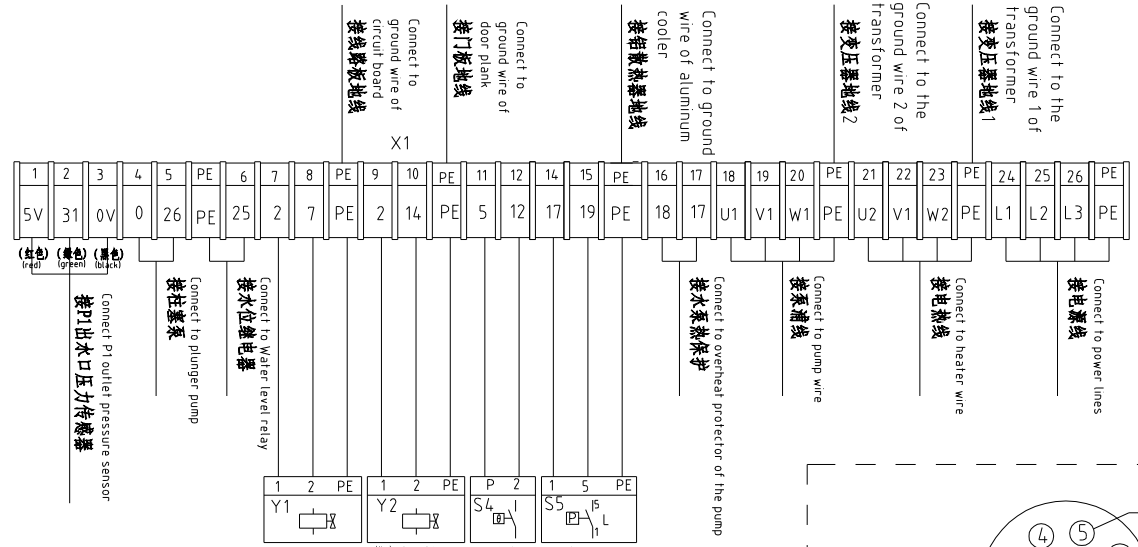 Connect to
ground wire of
circuit board
接线路板地线
Connect to
ground wire of
door plank
接门板地线
Connect to ground
wire of aluminum
cooler
接铝散热器地线
Connect to the
ground wire 2 of
transformer
接变压器地线2
Connect to the
ground wire 1 of
transformer
接变压器地线1
X1
1 2 3 4 5 PE 6 7 8 PE 9 10 PE 11 12 14 15 PE 16 17 18 19 20 PE 21 22 23 PE 24 25 26 PE
5V 31 0V 0 26 PE 25 2 7 PE 2 14 PE 5 12 17 19 PE 18 17 U1 V1 W1 PE U2 V1 W2 PE L1 L2 L3 PE
(红色) (绿色) (黑色)
(red) (green) (black)
Connect P1 outlet pressure sensor
接P1出水口压力传感器
Connect to plunger pump
接柱塞泵
Connect to Water level relay
接水位继电器
Connect to overheat protector of the pump
接水泵热保护
Connect to pump wire
接泵浦线
Connect to heater wire
接电热线
Connect to power lines
接电源线
1 2 PE
Y1
1 2 PE
Y2
P 2
S4
θ
1 5 PE
S5
P
15
L
1
4 5